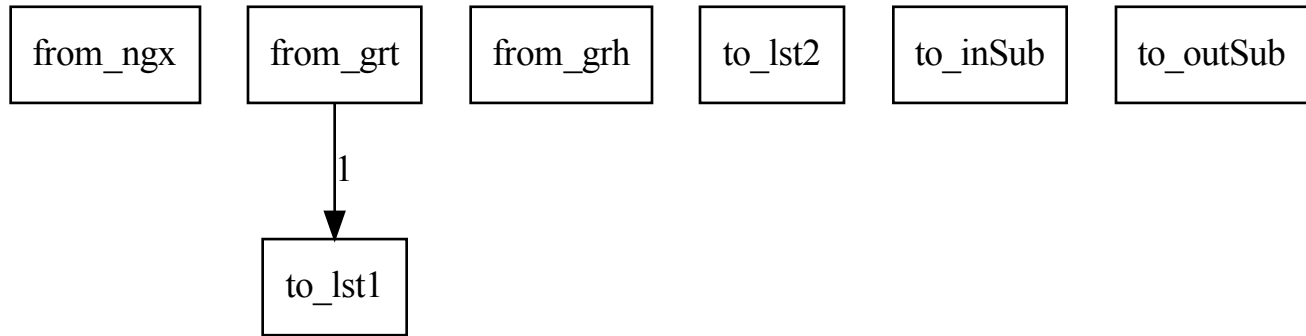 from_ngx from_grt from_grh to_lst2 to_inSub to_outSub
1
to_lst1